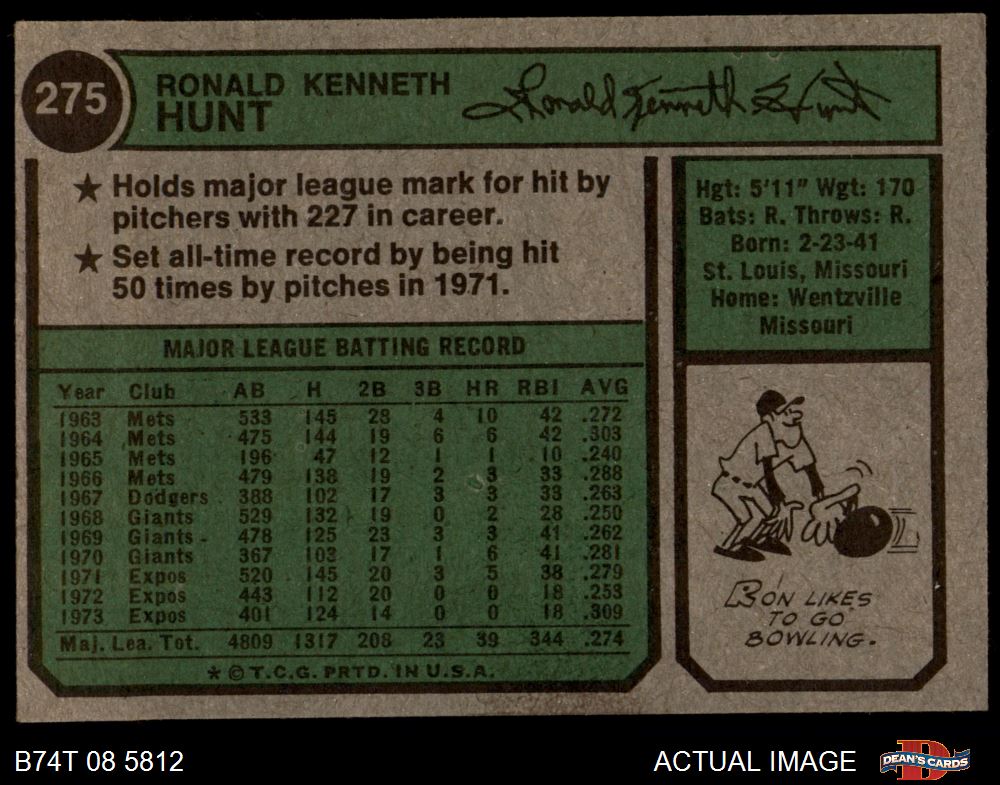 275
RONALD KENNETH
HUNT
Ronald Kenneth Hunt
★ Holds major league mark for hit by
pitchers with 227 in career.
★ Set all-time record by being hit
50 times by pitches in 1971.
Hgt: 5'11" Wgt: 170
Bats: R. Throws: R.
Born: 2-23-41
St. Louis, Missouri
Home: Wentzville
Missouri
MAJOR LEAGUE BATTING RECORD
Year Club AB H 2B 3B HR RBI AVG
1963 Mets 533 145 23 4 10 42 .272
1964 Mets 475 144 19 6 6 42 .303
1965 Mets 196 47 12 1 1 10 .240
1966 Mets 479 138 19 2 3 33 .288
1967 Dodgers 388 102 17 3 3 33 .263
1968 Giants 529 132 19 0 2 28 .250
1969 Giants 478 125 23 3 3 41 .262
1970 Giants 367 103 17 1 6 41 .281
1971 Expos 520 145 20 3 5 38 .279
1972 Expos 443 112 20 0 0 18 .253
1973 Expos 401 124 14 0 0 18 .309
Maj. Lea. Tot. 4809 1317 208 23 39 344 .274
* © T.C.G. PRTD. IN U.S.A.
RON LIKES
TO GO
BOWLING.
B74T 08 5812
ACTUAL IMAGE
DEAN'S CARDS